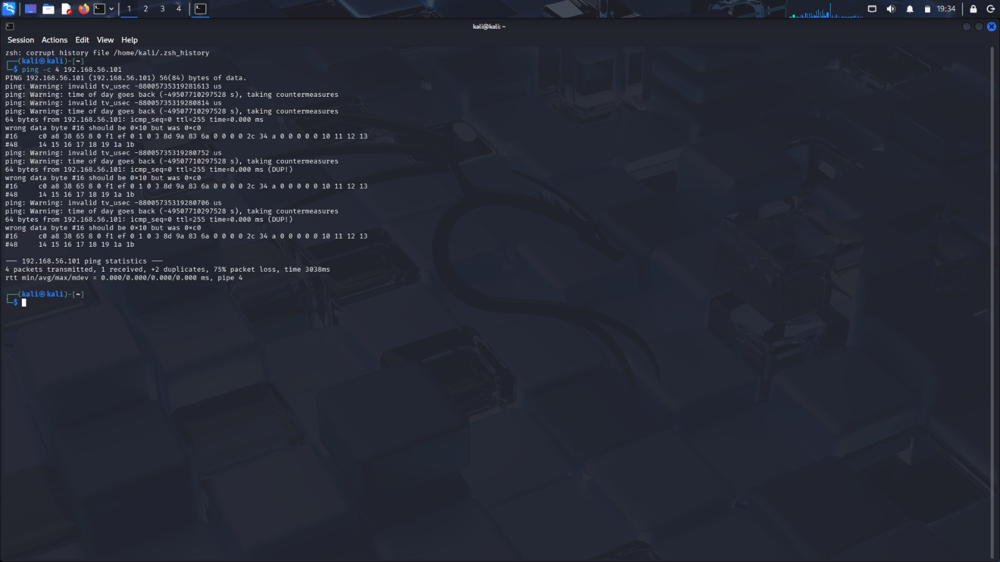 1 2 3 4 19:34
kali@kali: ~
Session Actions Edit View Help
zsh: corrupt history file /home/kali/.zsh_history
┌──(kali㉿kali)-[~]
└─$ ping -c 4 192.168.56.101
PING 192.168.56.101 (192.168.56.101) 56(84) bytes of data.
ping: Warning: invalid tv_usec -88005735319281613 us
ping: Warning: time of day goes back (-49507710297528 s), taking countermeasures
ping: Warning: invalid tv_usec -88005735319280814 us
ping: Warning: time of day goes back (-49507710297528 s), taking countermeasures
64 bytes from 192.168.56.101: icmp_seq=0 ttl=255 time=0.000 ms
wrong data byte #16 should be 0×10 but was 0×c0
#16 c0 a8 38 65 8 0 f1 ef 0 1 0 3 8d 9a 83 6a 0 0 0 0 2c 34 a 0 0 0 0 0 10 11 12 13
#48 14 15 16 17 18 19 1a 1b
ping: Warning: invalid tv_usec -88005735319280752 us
ping: Warning: time of day goes back (-49507710297528 s), taking countermeasures
64 bytes from 192.168.56.101: icmp_seq=0 ttl=255 time=0.000 ms (DUP!)
wrong data byte #16 should be 0×10 but was 0×c0
#16 c0 a8 38 65 8 0 f1 ef 0 1 0 3 8d 9a 83 6a 0 0 0 0 2c 34 a 0 0 0 0 0 10 11 12 13
#48 14 15 16 17 18 19 1a 1b
ping: Warning: invalid tv_usec -88005735319280706 us
ping: Warning: time of day goes back (-49507710297528 s), taking countermeasures
64 bytes from 192.168.56.101: icmp_seq=0 ttl=255 time=0.000 ms (DUP!)
wrong data byte #16 should be 0×10 but was 0×c0
#16 c0 a8 38 65 8 0 f1 ef 0 1 0 3 8d 9a 83 6a 0 0 0 0 2c 34 a 0 0 0 0 0 10 11 12 13
#48 14 15 16 17 18 19 1a 1b
─── 192.168.56.101 ping statistics ───
4 packets transmitted, 1 received, +2 duplicates, 75% packet loss, time 3038ms
rtt min/avg/max/mdev = 0.000/0.000/0.000/0.000 ms, pipe 4
┌──(kali㉿kali)-[~]
└─$